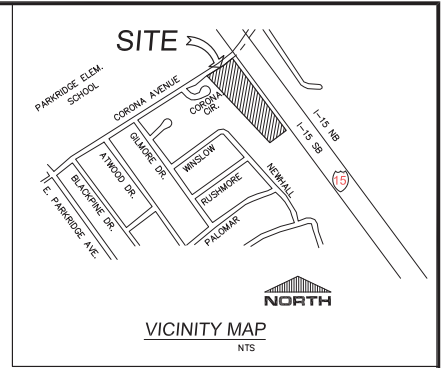 SITE
PARKRIDGE ELEM.
SCHOOL
CORONA AVENUE
CORONA
CIR.
GILMORE DR.
ATWOOD DR.
BLACKPINE DR.
E. PARKRIDGE AVE.
WINSLOW
RUSHMORE
PALOMAR
NEWHALL
I-15 NB
I-15 SB
15
NORTH
VICINITY MAP
NTS